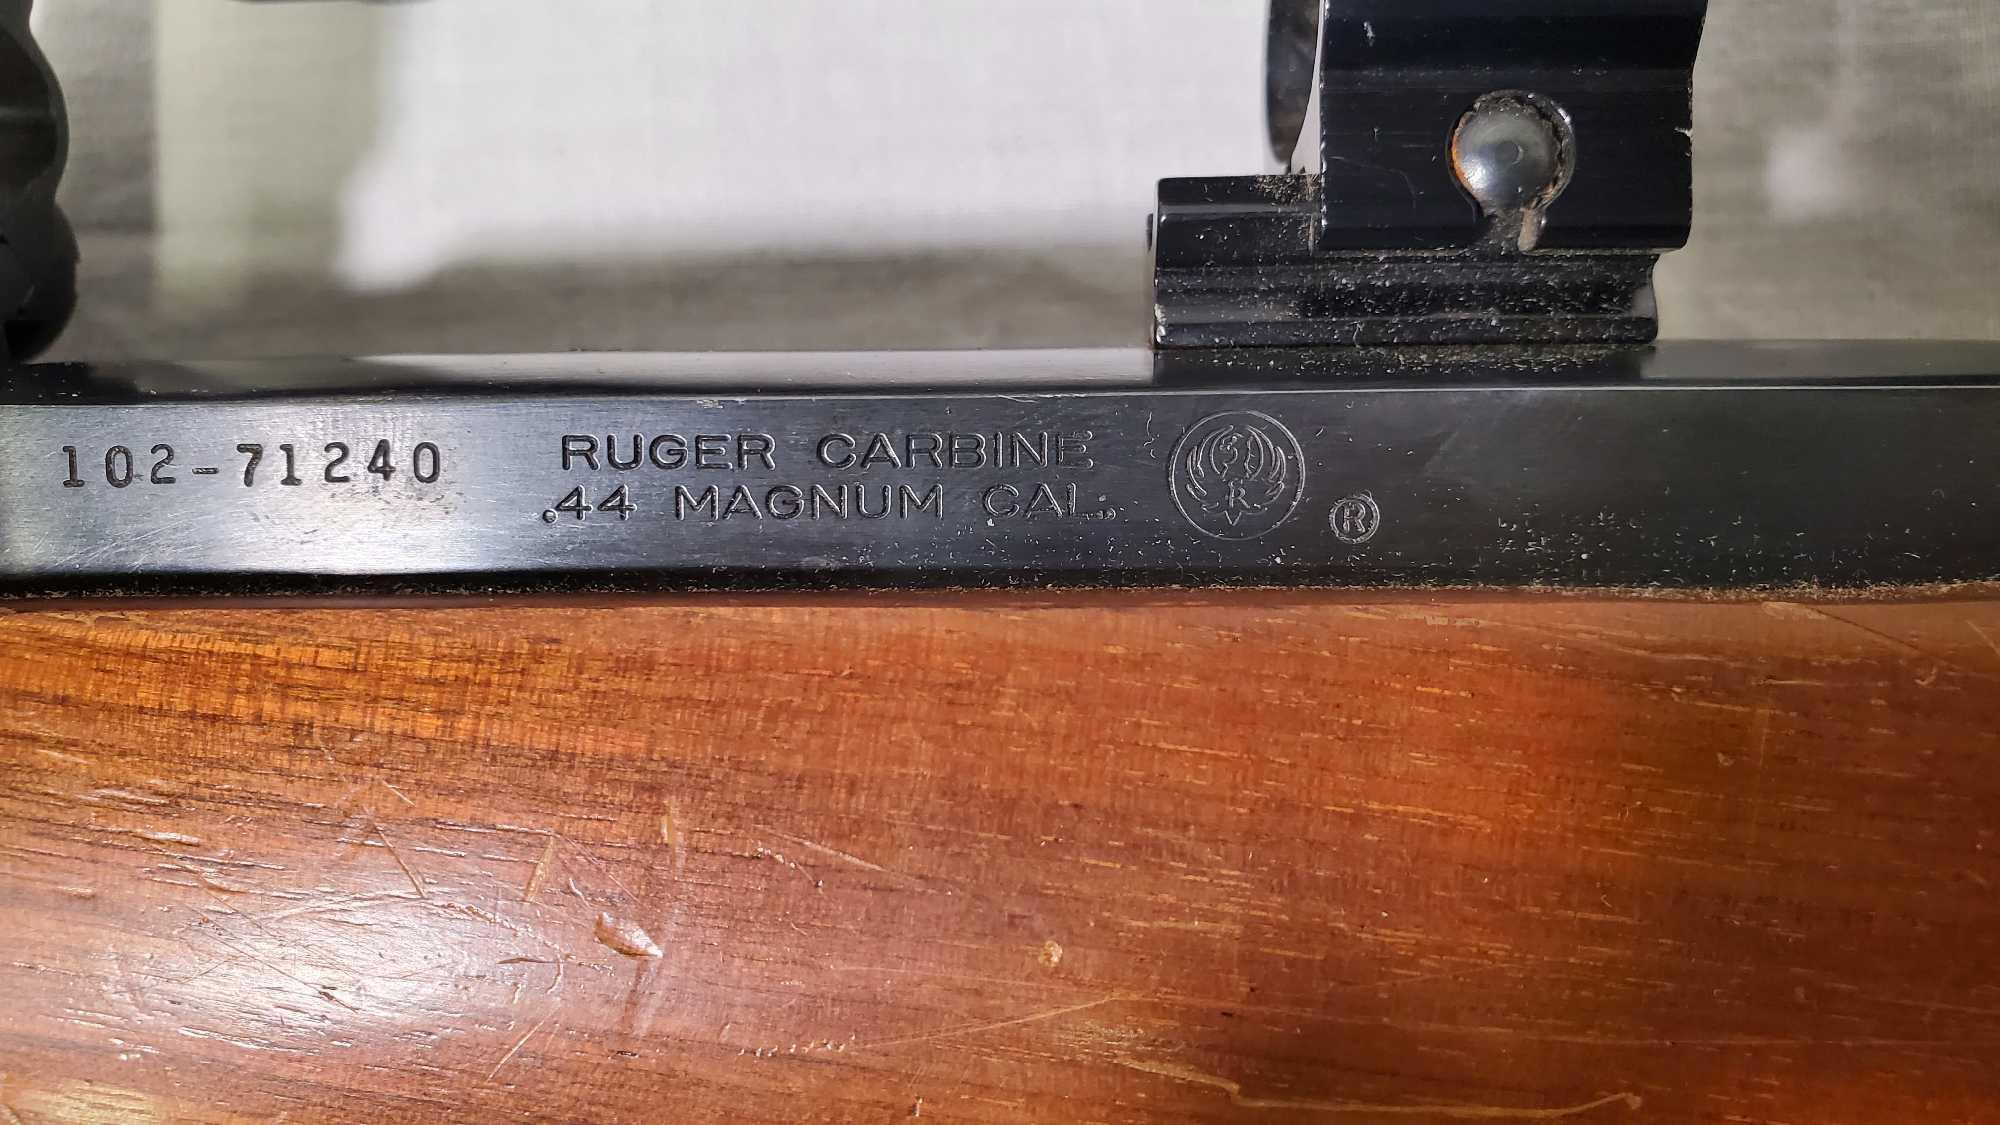 102-71240
RUGER CARBINE
.44 MAGNUM CAL.
R
®